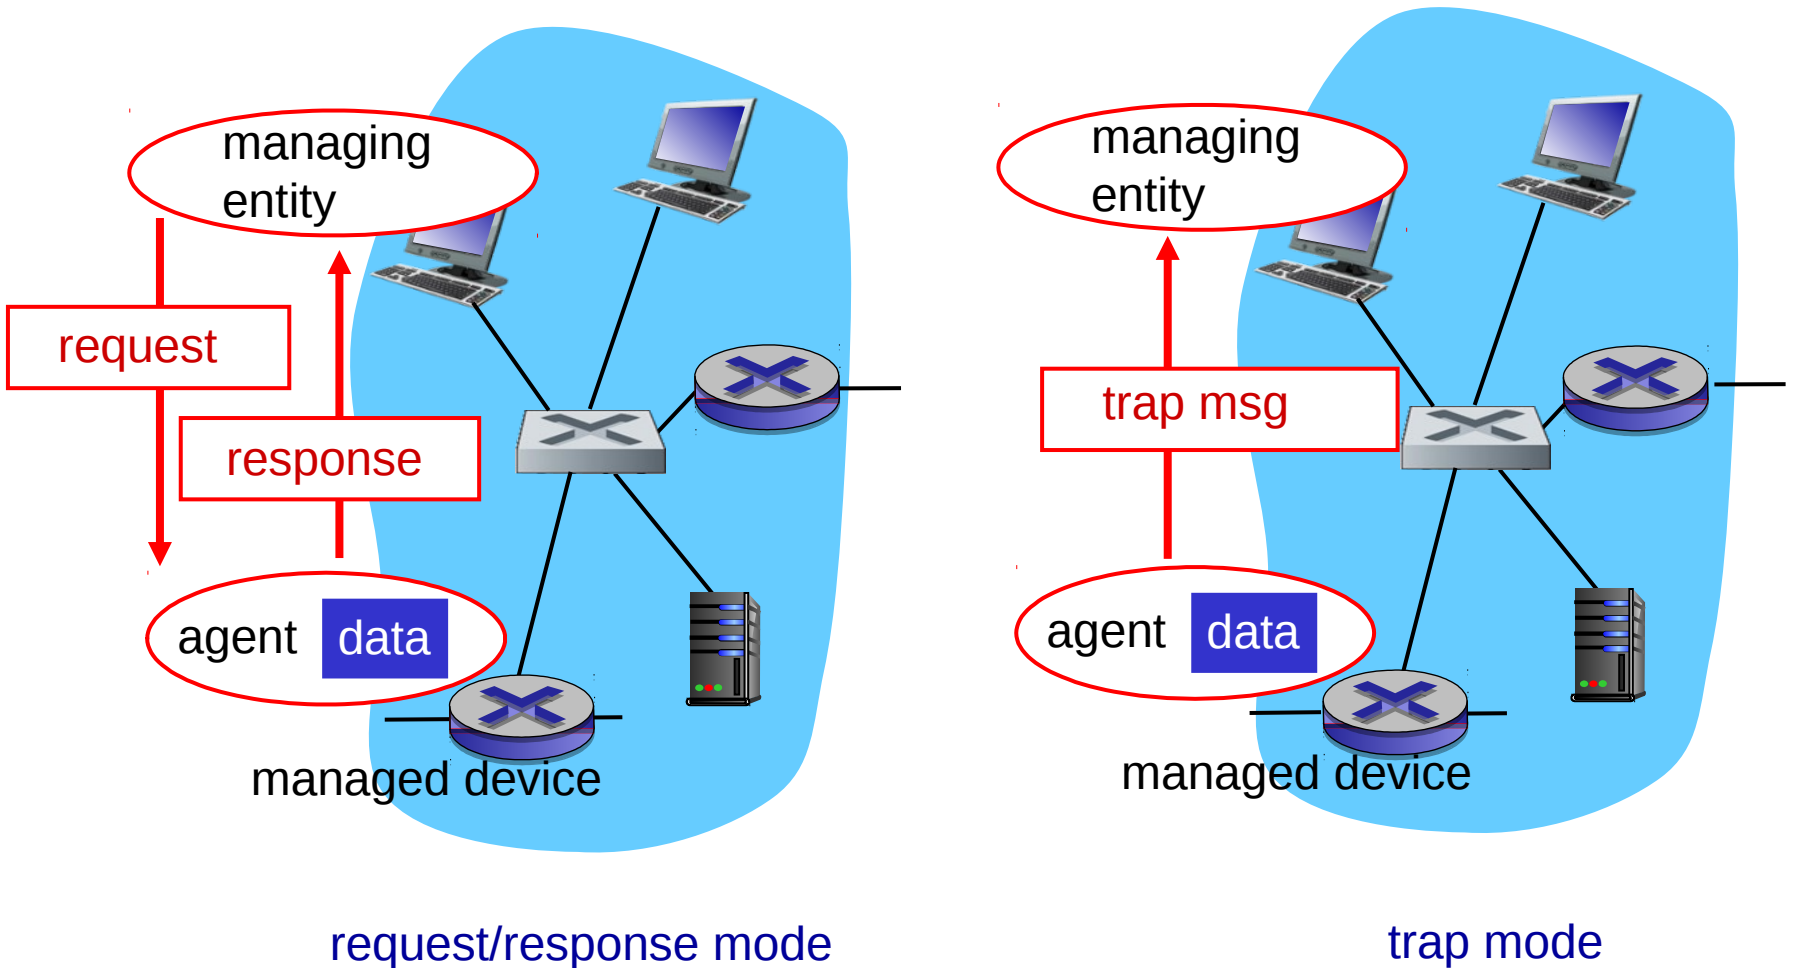 managing
entity
request
response
agent
data
managed device
request/response mode
managing
entity
trap msg
agent
data
managed device
trap mode